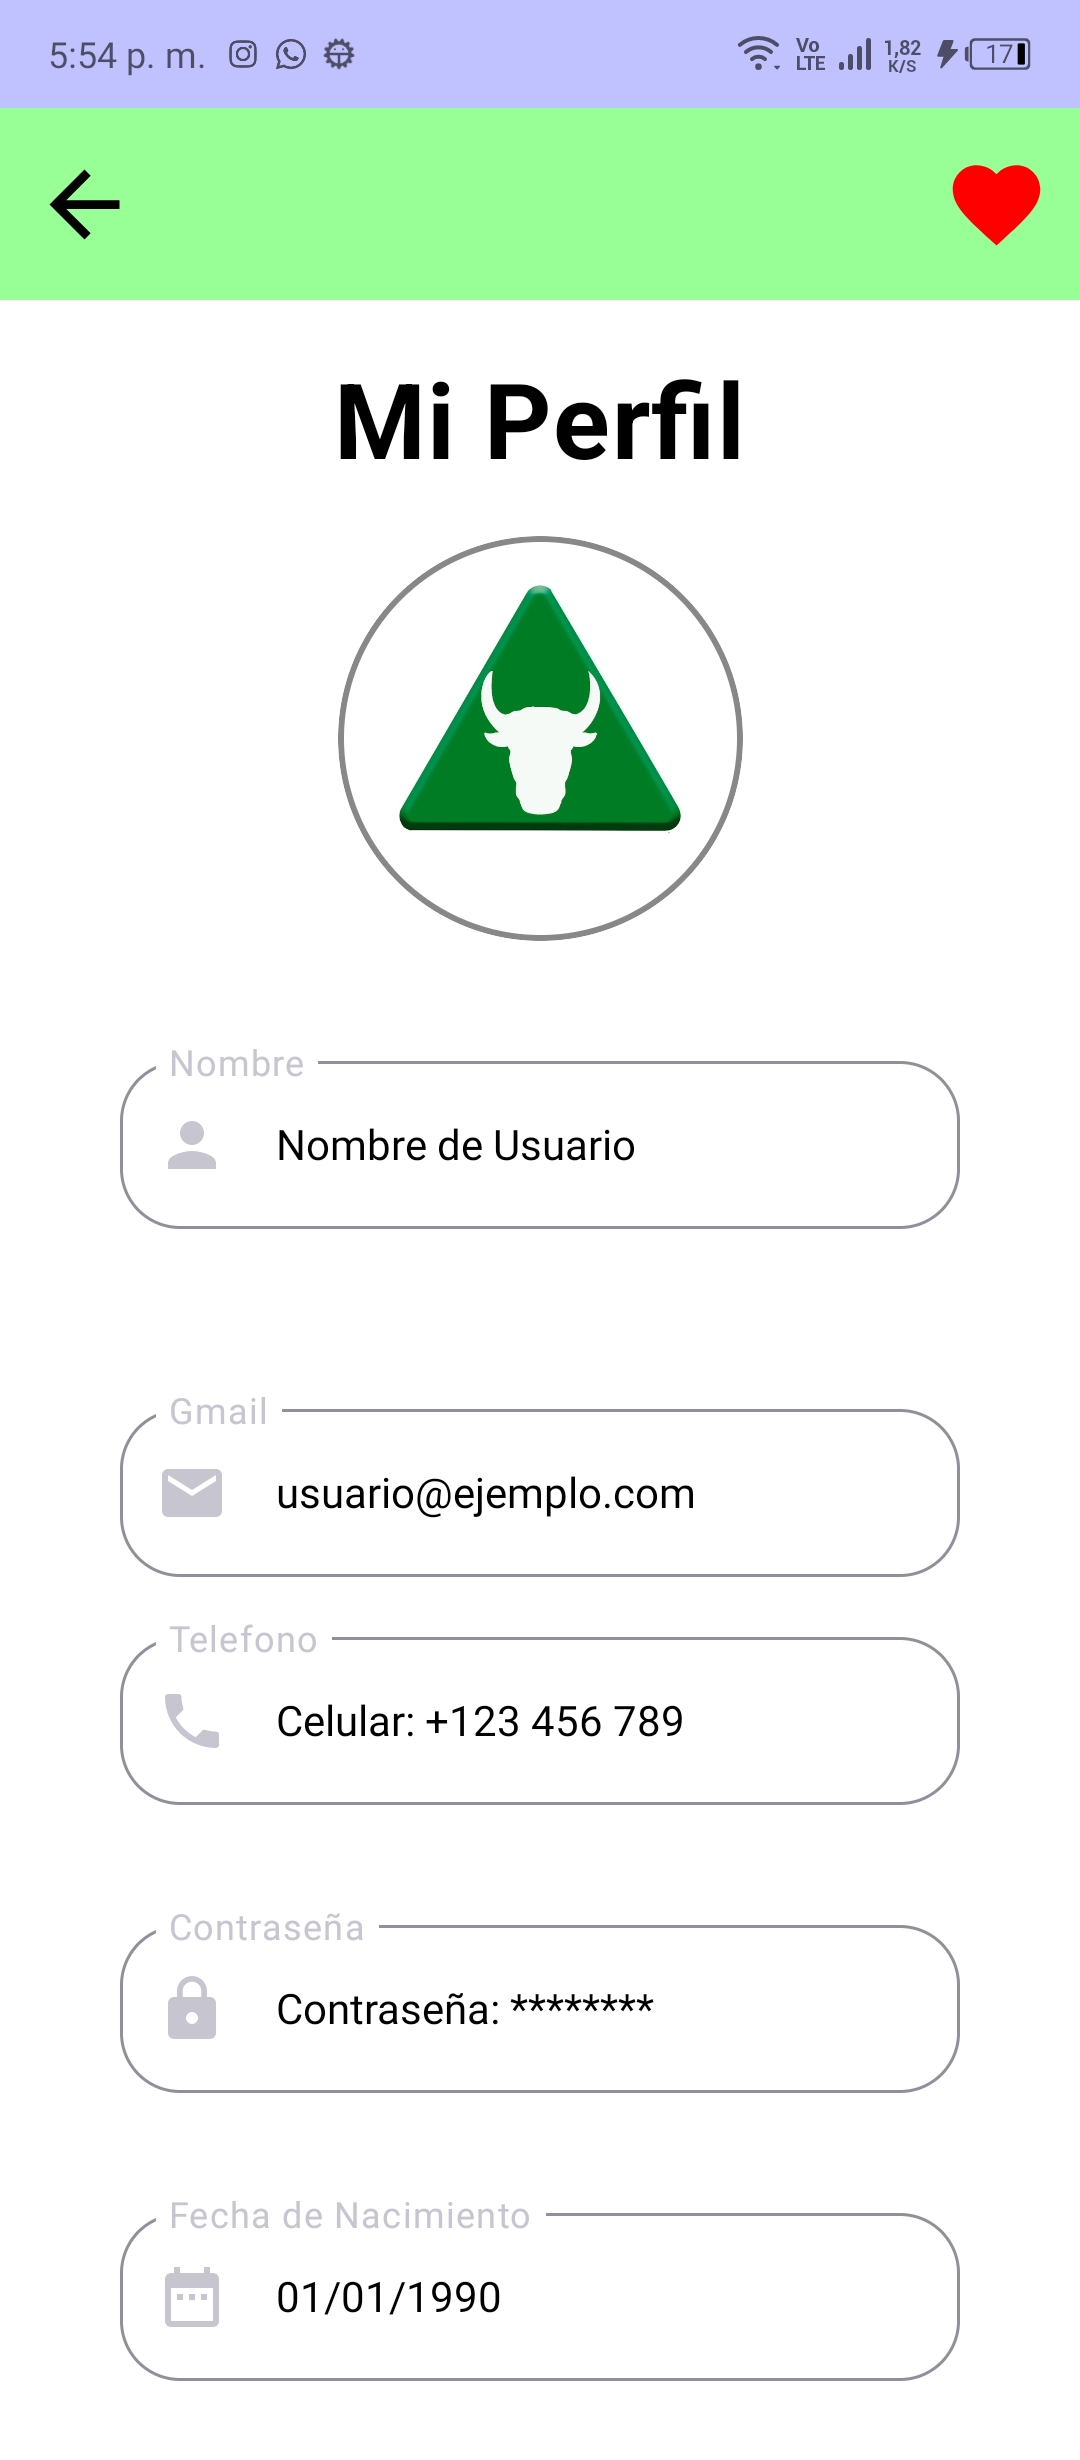 5:54 p. m.
Vo LTE
1,82 K/S
17
Mi Perfil
Nombre
Nombre de Usuario
Gmail
usuario@ejemplo.com
Telefono
Celular: +123 456 789
Contraseña
Contraseña: ********
Fecha de Nacimiento
01/01/1990